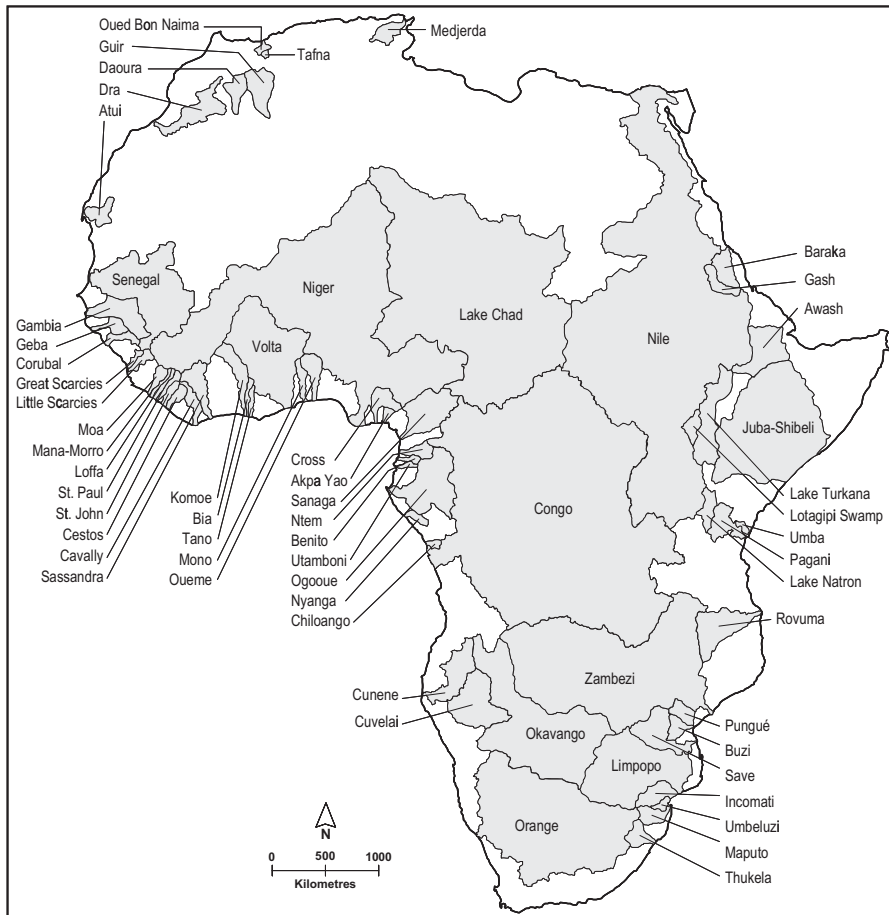 Oued Bon Naima
Guir
Daoura
Dra
Atui
Tafna
Medjerda
Senegal
Niger
Lake Chad
Nile
Volta
Baraka
Gash
Awash
Gambia
Geba
Corubal
Great Scarcies
Little Scarcies
Moa
Mana-Morro
Loffa
St. Paul
St. John
Cestos
Cavally
Sassandra
Komoe
Bia
Tano
Mono
Oueme
Cross
Akpa Yao
Sanaga
Ntem
Benito
Utamboni
Ogooue
Nyanga
Chiloango
Congo
Juba-Shibeli
Lake Turkana
Lotagipi Swamp
Umba
Pagani
Lake Natron
Rovuma
Zambezi
Cunene
Cuvelai
Okavango
Limpopo
Orange
Pungué
Buzi
Save
Incomati
Umbeluzi
Maputo
Thukela
N
0 500 1000
Kilometres